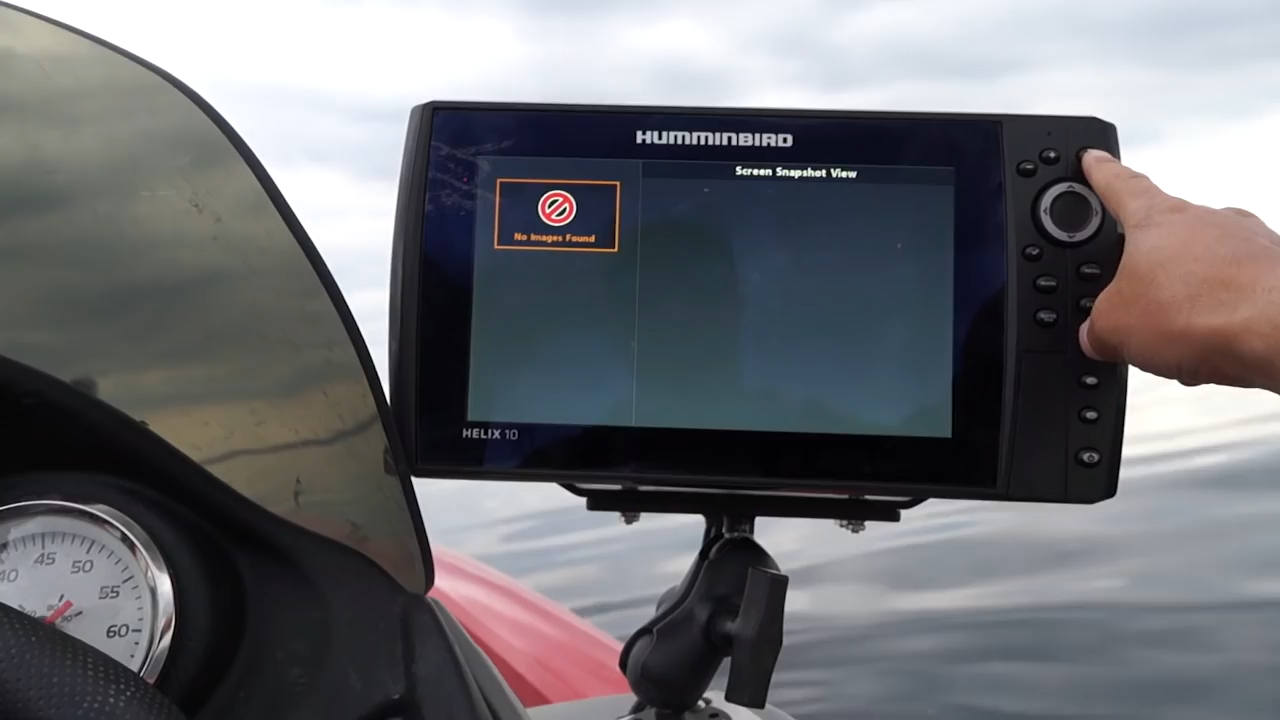 HUMMINBIRD
Screen Snapshot View
No Images Found
HELIX 10
40 45 50 55 60